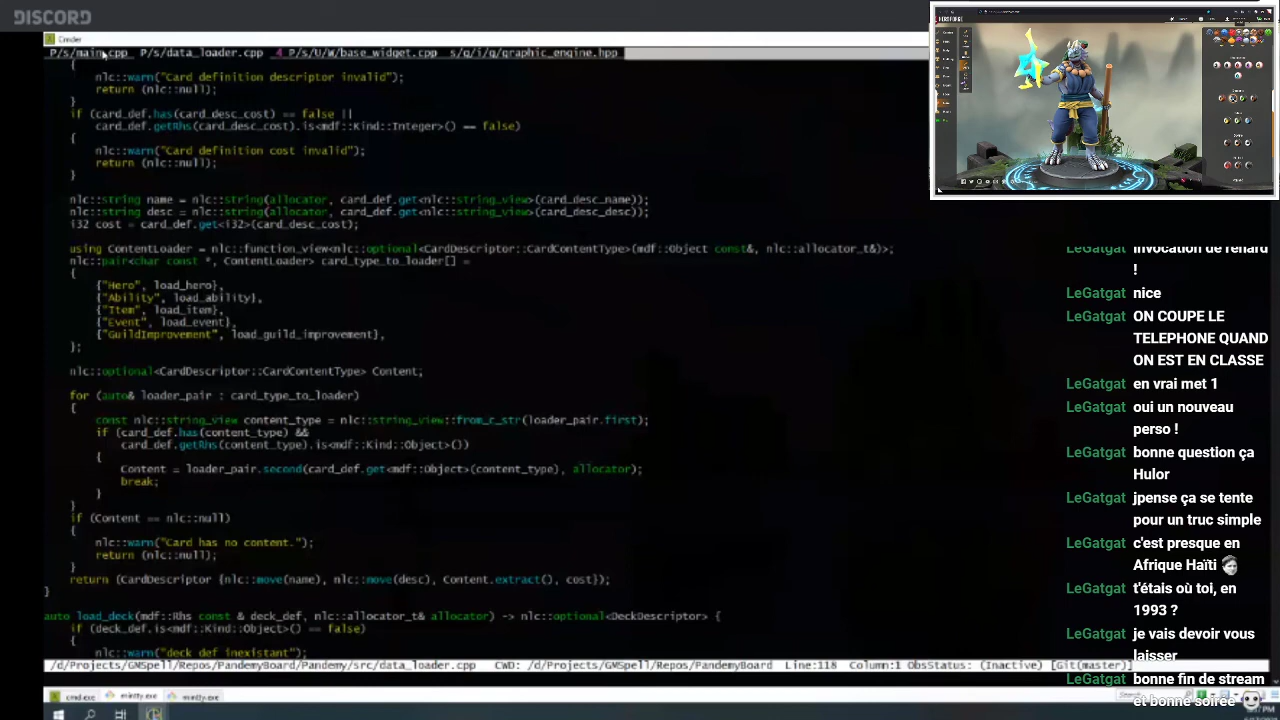 DISCORD
Cmder
P/s/main.cpp P/s/data_loader.cpp 4 P/s/U/W/base_widget.cpp s/g/i/g/graphic_engine.hpp
{
nlc::warn("Card definition descriptor invalid");
return (nlc::null);
}
if (card_def.has(card_desc_cost) == false ||
card_def.getRhs(card_desc_cost).is<mdf::Kind::Integer>() == false)
{
nlc::warn("Card definition cost invalid");
return (nlc::null);
}
nlc::string name = nlc::string(allocator, card_def.get<nlc::string_view>(card_desc_name));
nlc::string desc = nlc::string(allocator, card_def.get<nlc::string_view>(card_desc_desc));
i32 cost = card_def.get<i32>(card_desc_cost);
using ContentLoader = nlc::function_view<nlc::optional<CardDescriptor::CardContentType>(mdf::Object const&, nlc::allocator_t&)>;
nlc::pair<char const *, ContentLoader> card_type_to_loader[] =
{
{"Hero", load_hero},
{"Ability", load_ability},
{"Item", load_item},
{"Event", load_event},
{"GuildImprovement", load_guild_improvement},
};
nlc::optional<CardDescriptor::CardContentType> Content;
for (auto& loader_pair : card_type_to_loader)
{
const nlc::string_view content_type = nlc::string_view::from_c_str(loader_pair.first);
if (card_def.has(content_type) &&
card_def.getRhs(content_type).is<mdf::Kind::Object>())
{
Content = loader_pair.second(card_def.get<mdf::Object>(content_type), allocator);
break;
}
}
if (Content == nlc::null)
{
nlc::warn("Card has no content.");
return (nlc::null);
}
return (CardDescriptor {nlc::move(name), nlc::move(desc), Content.extract(), cost});
}
auto load_deck(mdf::Rhs const & deck_def, nlc::allocator_t& allocator) -> nlc::optional<DeckDescriptor> {
if (deck_def.is<mdf::Kind::Object>() == false)
{
nlc::warn("deck def inexistant");
/d/Projects/GMSpell/Repos/PandemyBoard/Pandemy/src/data_loader.cpp CWD: /d/Projects/GMSpell/Repos/PandemyBoard Line:118 Column:1 ObsStatus: (Inactive) [Git(master)]
cmd.exe mintty.exe mintty.exe
Search
HEROFORGE
invocation de renard
!
LeGatgat nice
LeGatgat ON COUPE LE
TELEPHONE QUAND
ON EST EN CLASSE
LeGatgat en vrai met 1
LeGatgat oui un nouveau
perso !
LeGatgat bonne question ça
Hulor
LeGatgat jpense ça se tente
pour un truc simple
LeGatgat c'est presque en
Afrique Haïti
LeGatgat t'étais où toi, en
1993 ?
LeGatgat je vais devoir vous
laisser
LeGatgat bonne fin de stream
et bonne soirée